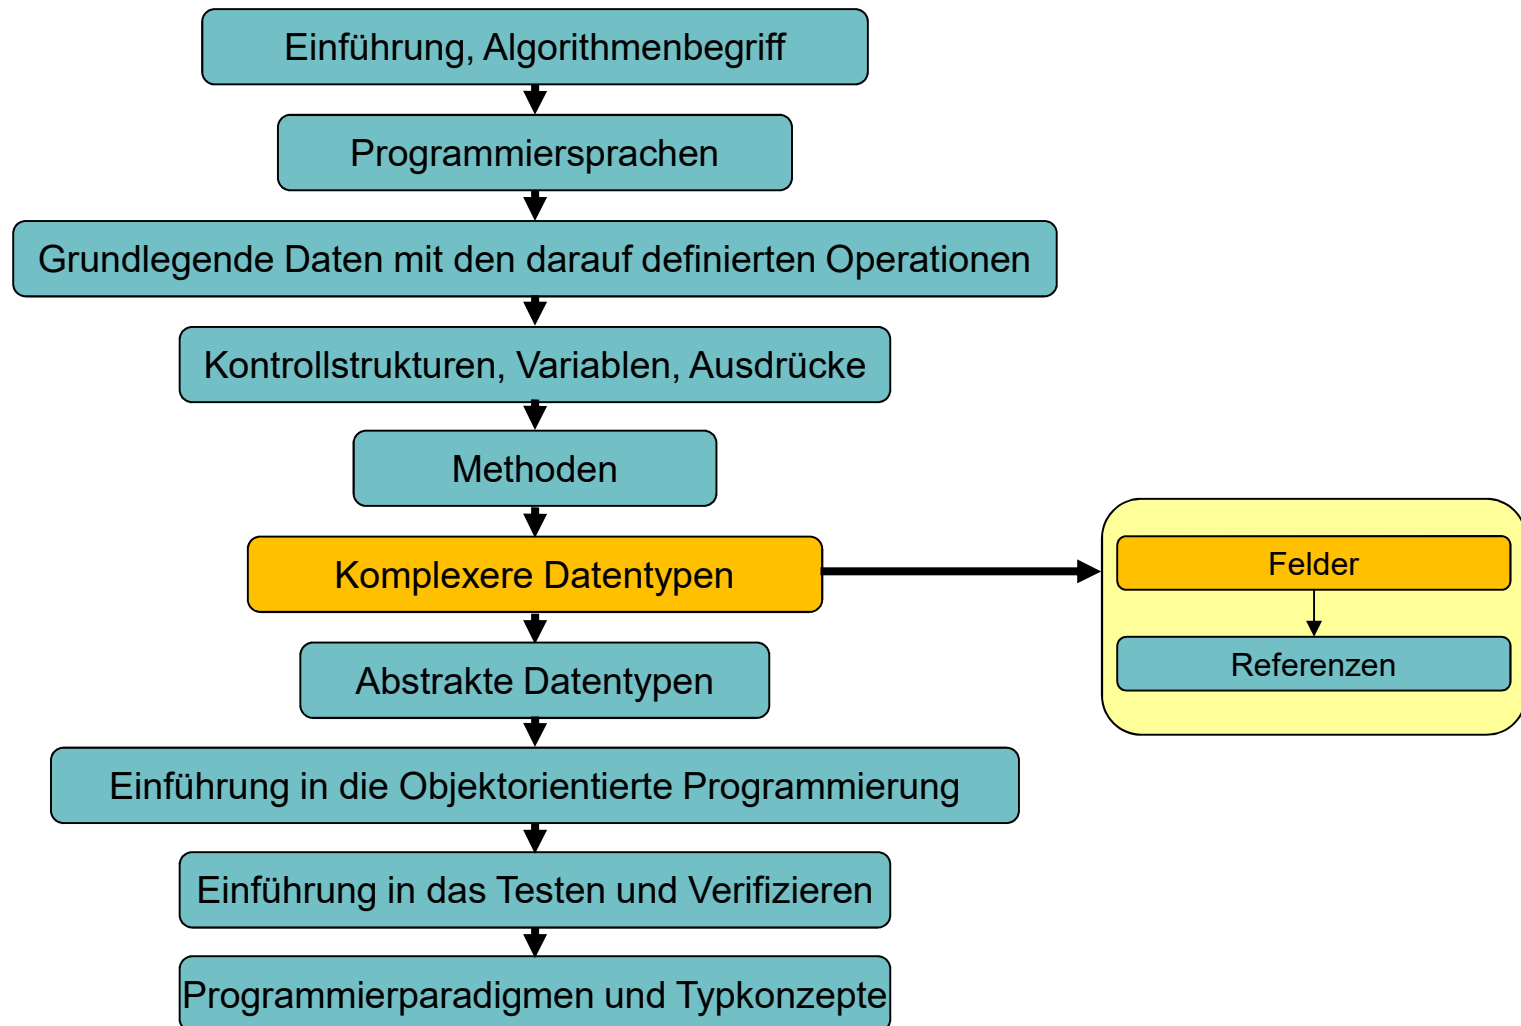 Einführung, Algorithmenbegriff
Programmiersprachen
Grundlegende Daten mit den darauf definierten Operationen
Kontrollstrukturen, Variablen, Ausdrücke
Methoden
Komplexere Datentypen
Felder
Referenzen
Abstrakte Datentypen
Einführung in die Objektorientierte Programmierung
Einführung in das Testen und Verifizieren
Programmierparadigmen und Typkonzepte